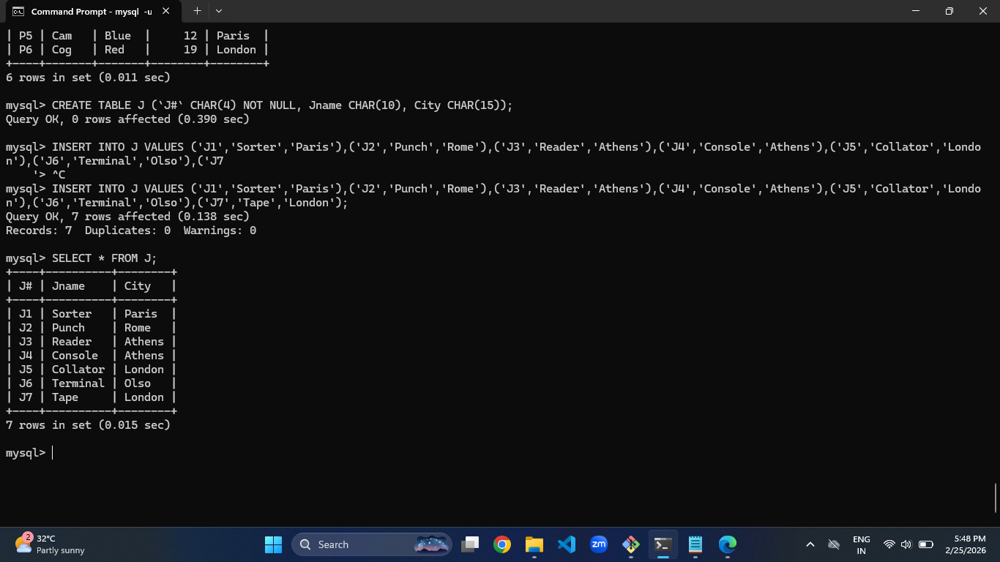 Command Prompt - mysql -u
| P5 | Cam | Blue | 12 | Paris |
| P6 | Cog | Red | 19 | London |
+----+-------+-------+--------+--------+
6 rows in set (0.011 sec)
mysql> CREATE TABLE J (`J#` CHAR(4) NOT NULL, Jname CHAR(10), City CHAR(15));
Query OK, 0 rows affected (0.390 sec)
mysql> INSERT INTO J VALUES ('J1','Sorter','Paris'),('J2','Punch','Rome'),('J3','Reader','Athens'),('J4','Console','Athens'),('J5','Collator','Londo
n'),('J6','Terminal','Olso'),('J7
'> ^C
mysql> INSERT INTO J VALUES ('J1','Sorter','Paris'),('J2','Punch','Rome'),('J3','Reader','Athens'),('J4','Console','Athens'),('J5','Collator','Londo
n'),('J6','Terminal','Olso'),('J7','Tape','London');
Query OK, 7 rows affected (0.138 sec)
Records: 7 Duplicates: 0 Warnings: 0
mysql> SELECT * FROM J;
+----+----------+--------+
| J# | Jname | City |
+----+----------+--------+
| J1 | Sorter | Paris |
| J2 | Punch | Rome |
| J3 | Reader | Athens |
| J4 | Console | Athens |
| J5 | Collator | London |
| J6 | Terminal | Olso |
| J7 | Tape | London |
+----+----------+--------+
7 rows in set (0.015 sec)
mysql>
2
32°C
Partly sunny
Search
zm
ENG
IN
5:48 PM
2/25/2026